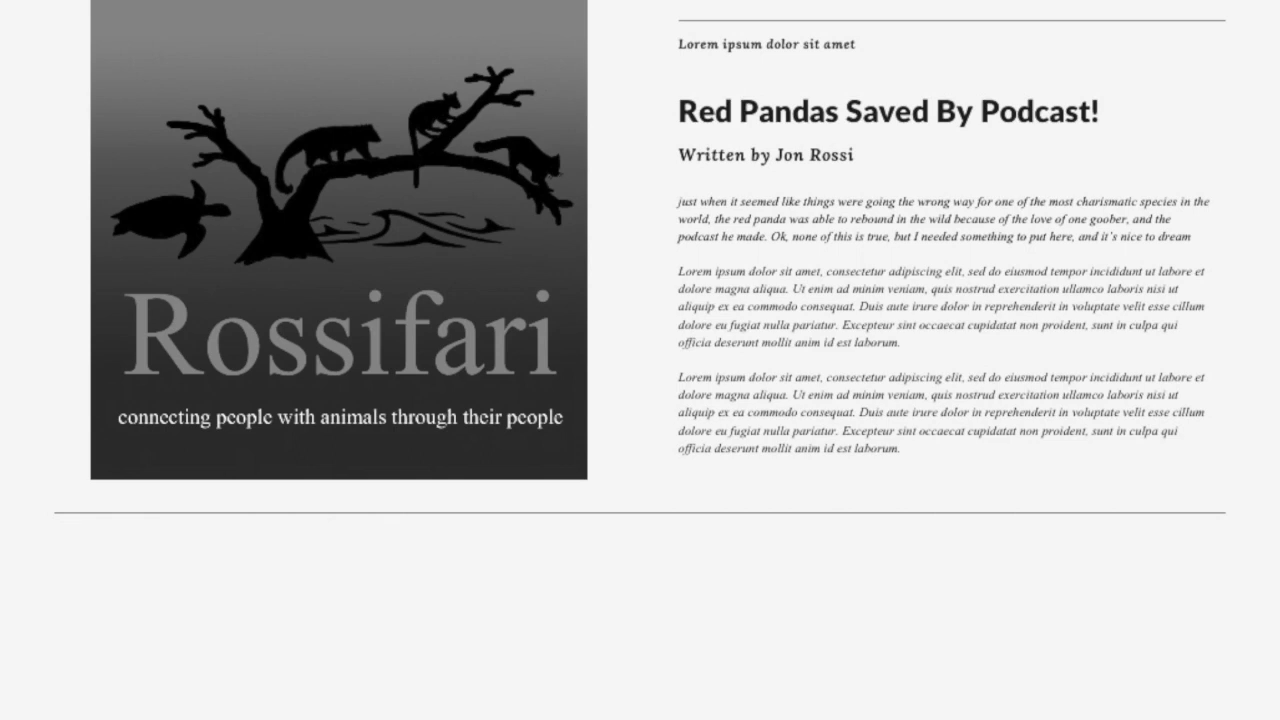 Rossifari
connecting people with animals through their people
Lorem ipsum dolor sit amet
Red Pandas Saved By Podcast!
Written by Jon Rossi
just when it seemed like things were going the wrong way for one of the most charismatic species in the
world, the red panda was able to rebound in the wild because of the love of one goober, and the
podcast he made. Ok, none of this is true, but I needed something to put here, and it's nice to dream
Lorem ipsum dolor sit amet, consectetur adipiscing elit, sed do eiusmod tempor incididunt ut labore et
dolore magna aliqua. Ut enim ad minim veniam, quis nostrud exercitation ullamco laboris nisi ut
aliquip ex ea commodo consequat. Duis aute irure dolor in reprehenderit in voluptate velit esse cillum
dolore eu fugiat nulla pariatur. Excepteur sint occaecat cupidatat non proident, sunt in culpa qui
officia deserunt mollit anim id est laborum.
Lorem ipsum dolor sit amet, consectetur adipiscing elit, sed do eiusmod tempor incididunt ut labore et
dolore magna aliqua. Ut enim ad minim veniam, quis nostrud exercitation ullamco laboris nisi ut
aliquip ex ea commodo consequat. Duis aute irure dolor in reprehenderit in voluptate velit esse cillum
dolore eu fugiat nulla pariatur. Excepteur sint occaecat cupidatat non proident, sunt in culpa qui
officia deserunt mollit anim id est laborum.